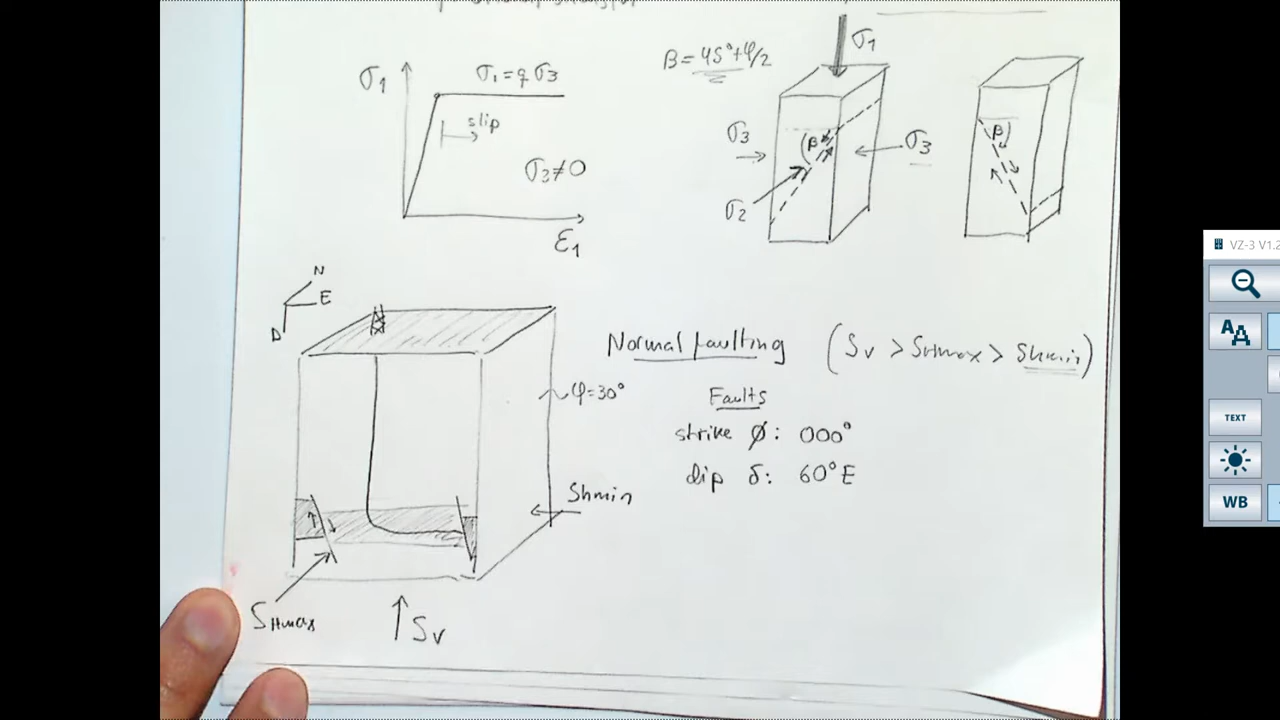 β = 45° + φ/2
σ1
σ1
σ1 = q σ3
slip
σ3
σ3
β
β
σ3≠0
σ2
ε1
N
E
D
Normal faulting (Sv > SHmax > Shmin)
φ=30°
Faults
strike φ: 000°
dip δ: 60°E
Shmin
SHmax
Sv
VZ-3 V1.2
AA
TEXT
WB